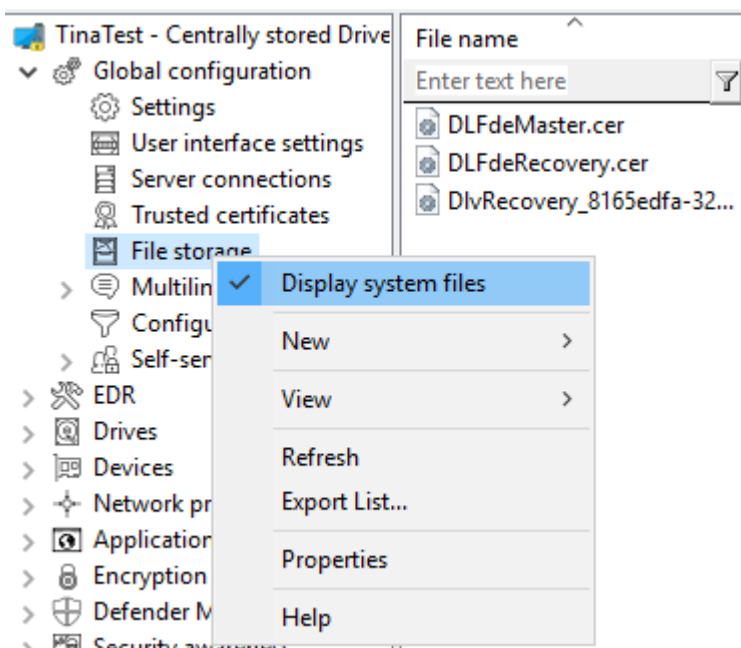 TinaTest - Centrally stored Drive
Global configuration
Settings
User interface settings
Server connections
Trusted certificates
File storage
Multilin
Configu
Self-ser
EDR
Drives
Devices
Network pr
Application
Encryption
Defender M
Security awareness
File name
Enter text here
DLFdeMaster.cer
DLFdeRecovery.cer
DlvRecovery_8165edfa-32...
Display system files
New
View
Refresh
Export List...
Properties
Help